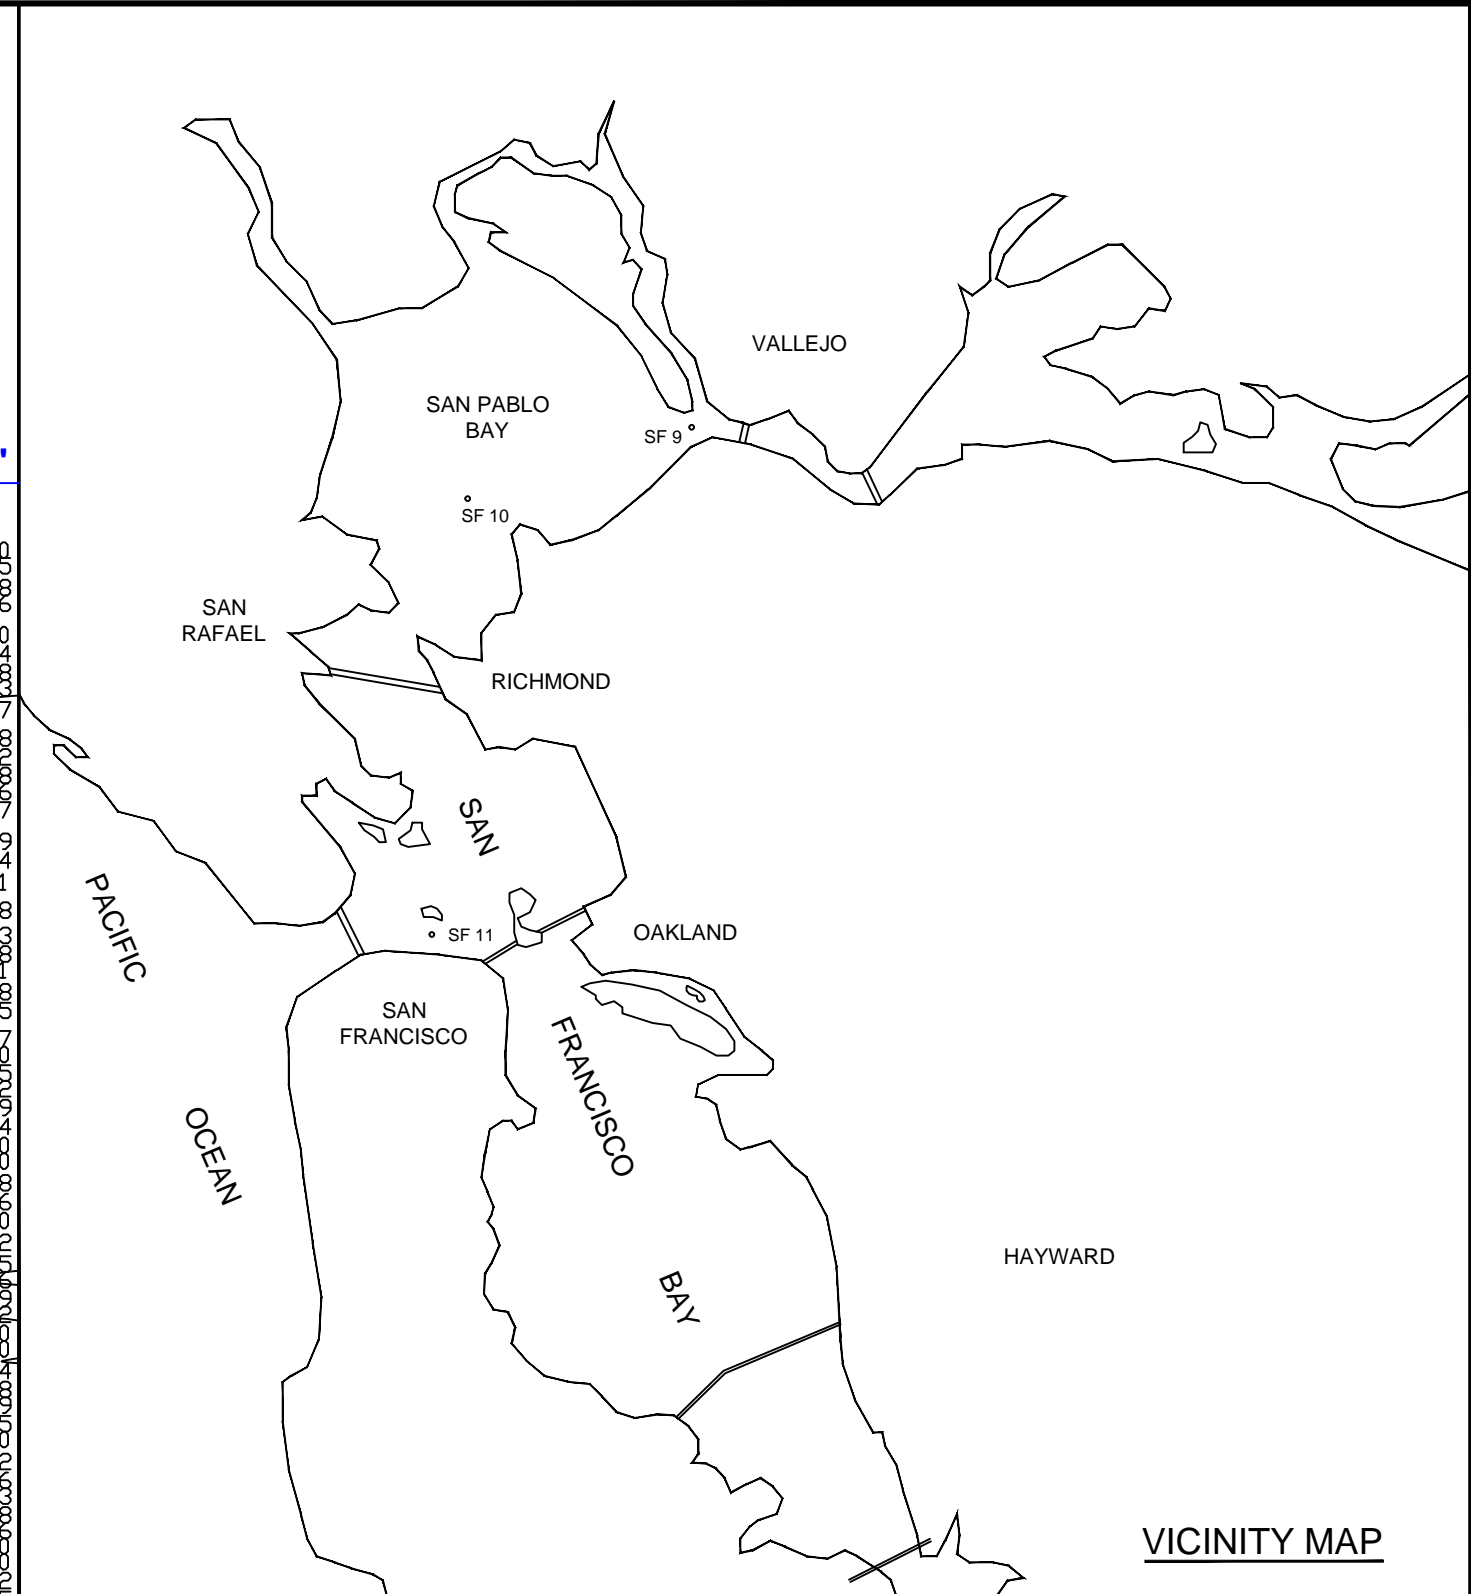 VALLEJO
SAN PABLO
BAY
SF 9
SF 10
SAN
RAFAEL
RICHMOND
SAN
PACIFIC
SF 11
OAKLAND
SAN
FRANCISCO
FRANCISCO
OCEAN
HAYWARD
BAY
VICINITY MAP